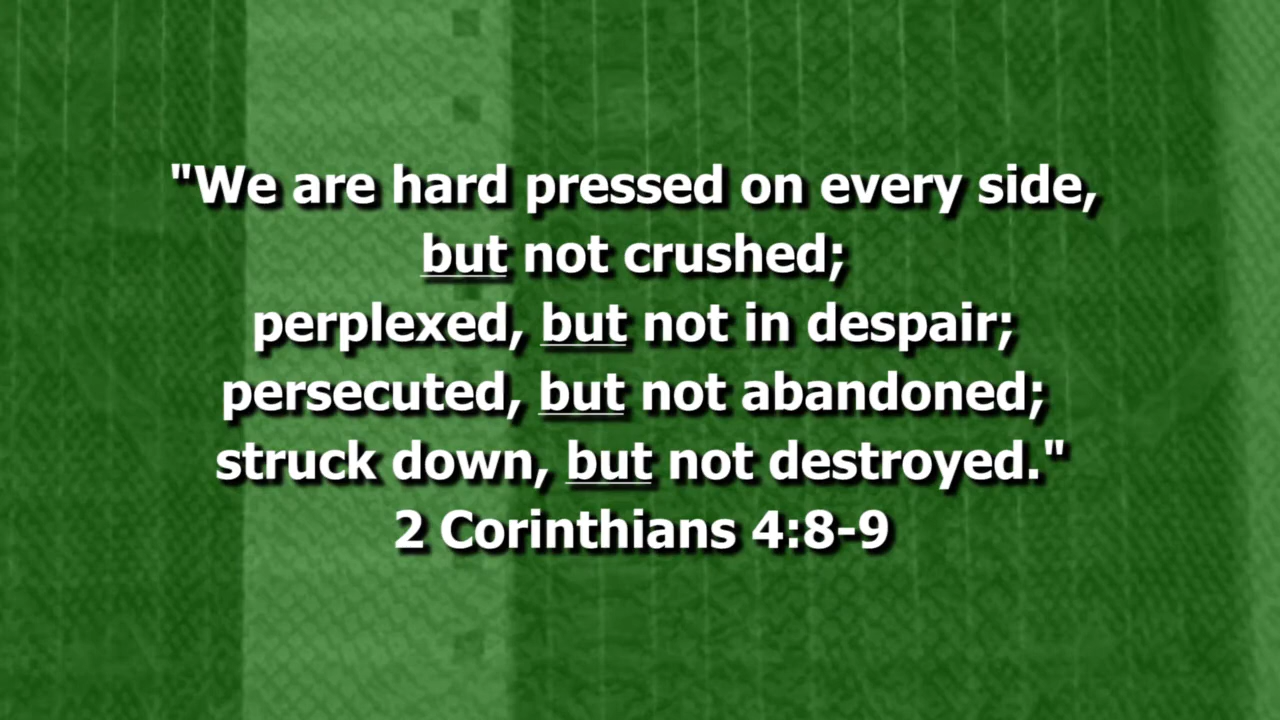 "We are hard pressed on every side,
but not crushed;
perplexed, but not in despair;
persecuted, but not abandoned;
struck down, but not destroyed."
2 Corinthians 4:8-9